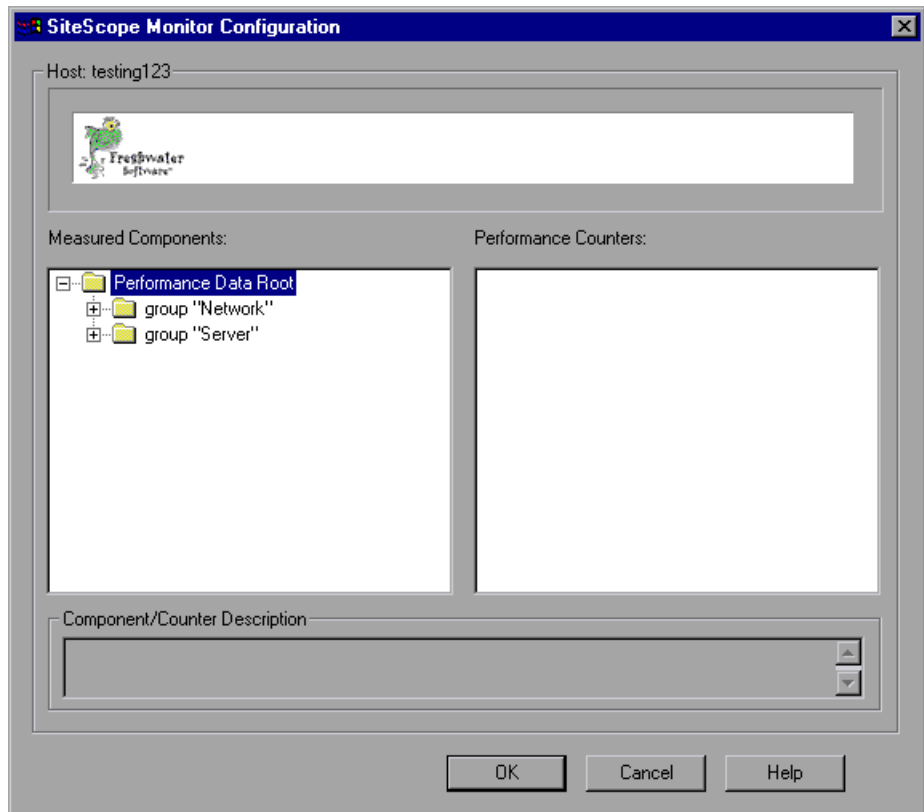 SiteScope Monitor Configuration
Host: testing123
Freshwater
Software™
Measured Components:
Performance Counters:
Performance Data Root
group "Network"
group "Server"
Component/Counter Description
OK
Cancel
Help